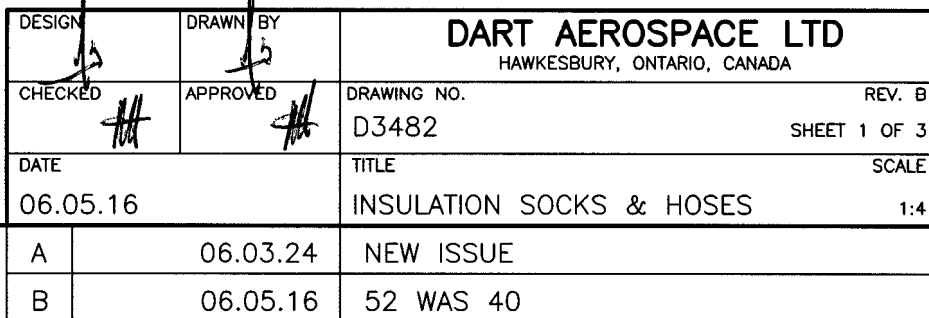 DESIGN DRAWN BY DART AEROSPACE LTD
HAWKESBURY, ONTARIO, CANADA
CHECKED APPROVED DRAWING NO. REV. B
D3482 SHEET 1 OF 3
DATE TITLE SCALE
06.05.16 INSULATION SOCKS & HOSES 1:4
A 06.03.24 NEW ISSUE
B 06.05.16 52 WAS 40